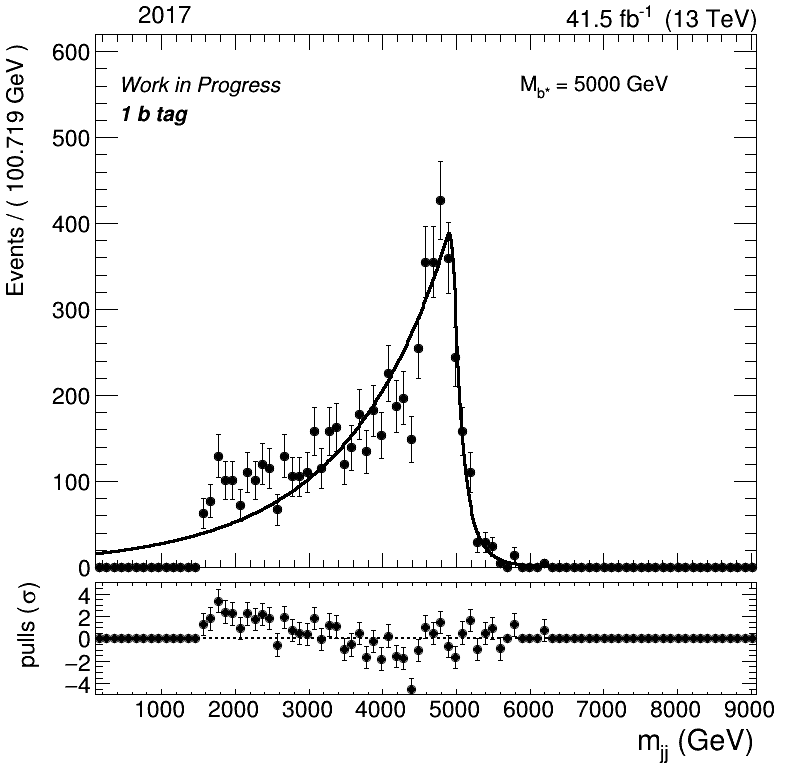 2017 41.5 fb⁻¹ (13 TeV)
Events / ( 100.719 GeV )
600
500
400
300
200
100
0
Work in Progress
1 b tag
M_b* = 5000 GeV
pulls (σ)
4
2
0
−2
−4
1000 2000 3000 4000 5000 6000 7000 8000 9000
m_jj (GeV)